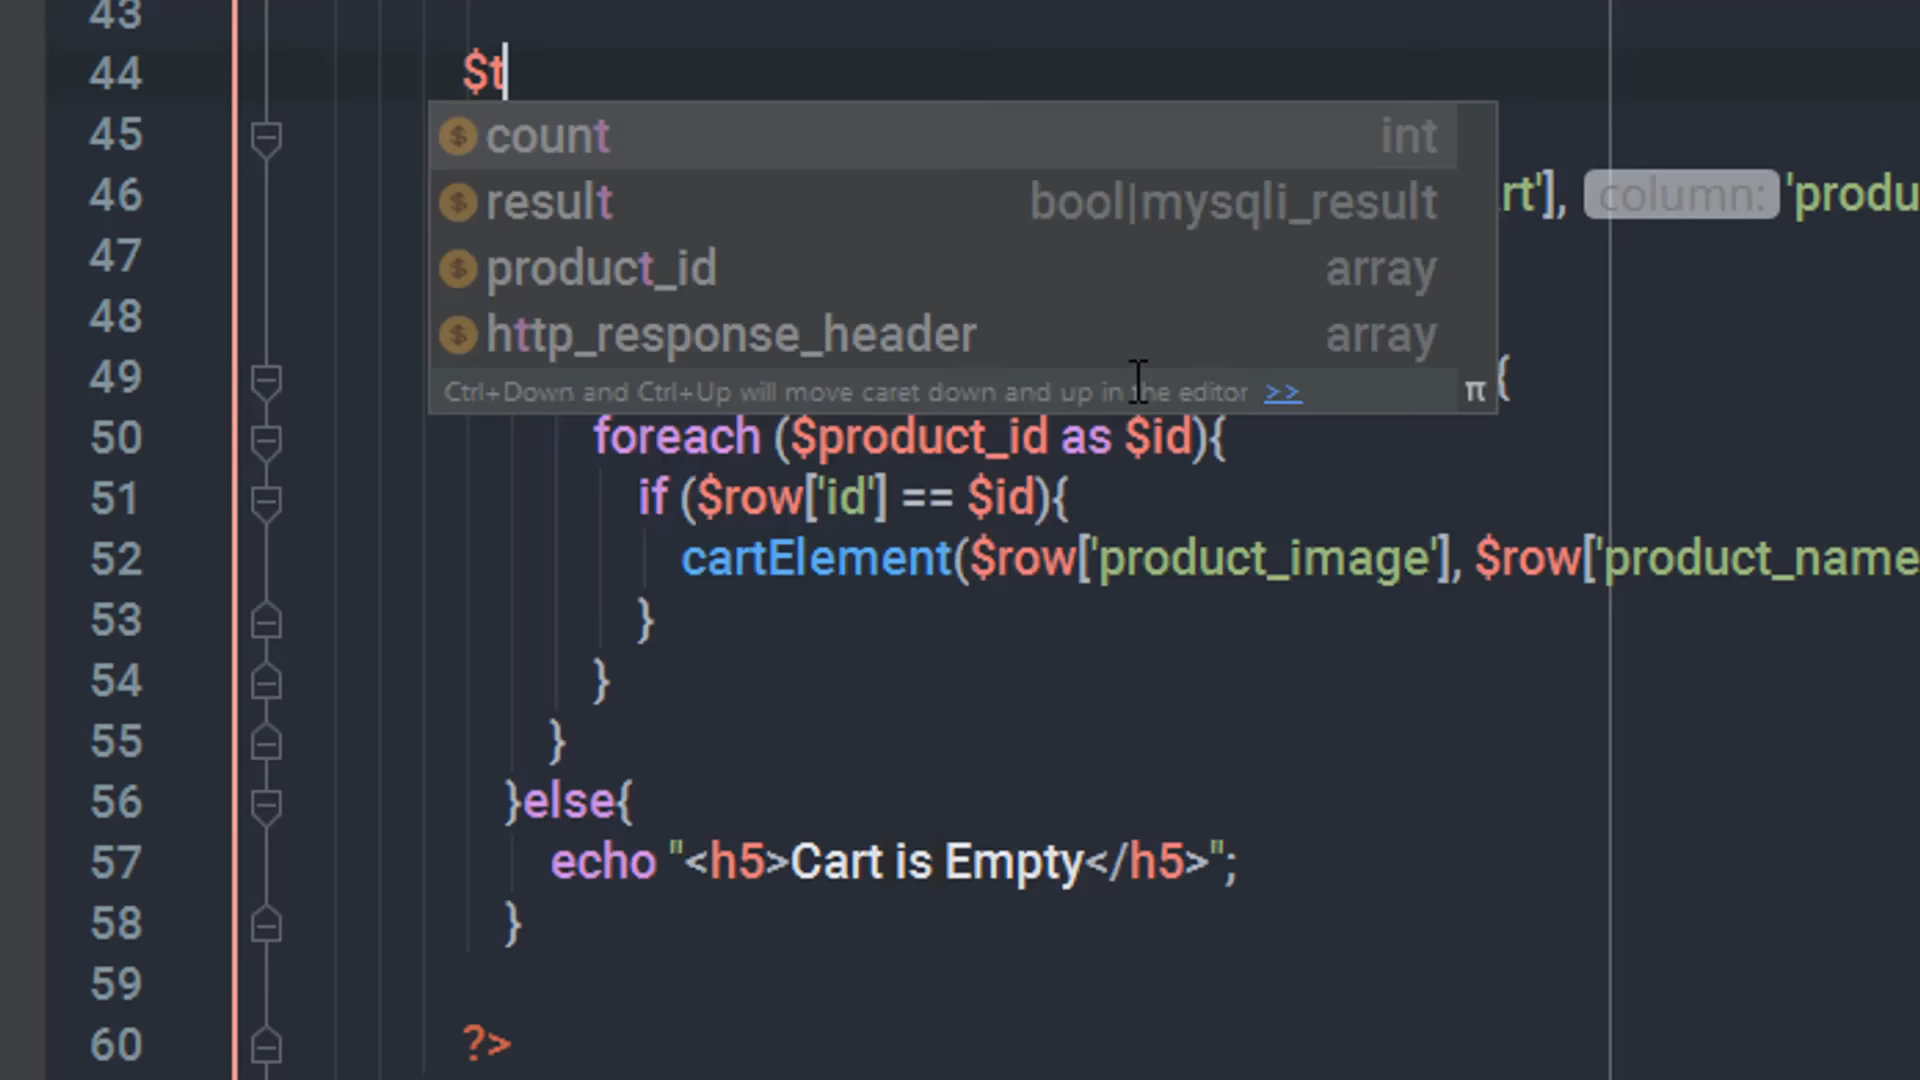 43
44 $t
count int
result bool|mysqli_result
product_id array
http_response_header array
Ctrl+Down and Ctrl+Up will move caret down and up in the editor >> π
45
46 rt'], column: 'produ
47
48
49 {
50 foreach ($product_id as $id){
51 if ($row['id'] == $id){
52 cartElement($row['product_image'], $row['product_name
53 }
54 }
55 }
56 }else{
57 echo "<h5>Cart is Empty</h5>";
58 }
59
60 ?>